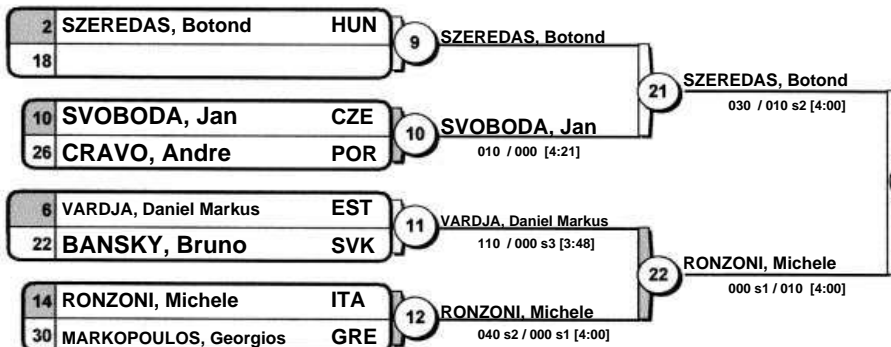 2 SZEREDAS, Botond HUN
18
9
SZEREDAS, Botond
10 SVOBODA, Jan CZE
26 CRAVO, Andre POR
10
SVOBODA, Jan
010 / 000 [4:21]
21
SZEREDAS, Botond
030 / 010 s2 [4:00]
6 VARDJA, Daniel Markus EST
22 BANSKY, Bruno SVK
11
VARDJA, Daniel Markus
110 / 000 s3 [3:48]
14 RONZONI, Michele ITA
30 MARKOPOULOS, Georgios GRE
12
RONZONI, Michele
040 s2 / 000 s1 [4:00]
22
RONZONI, Michele
000 s1 / 010 [4:00]